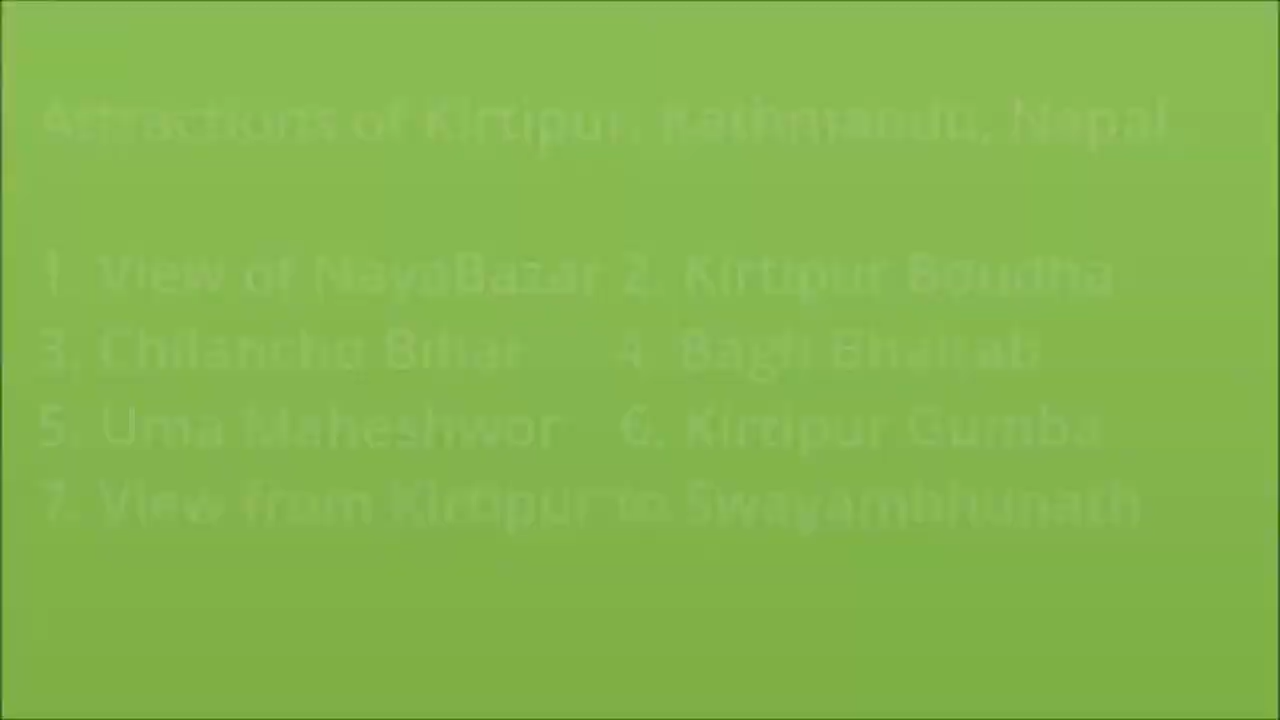 Attractions of Kirtipur, Kathmandu, Nepal
1. View of NayaBazar 2. Kirtipur Boudha
3. Chilancho Bihar 4. Bagh Bhairab
5. Uma Maheshwor 6. Kirtipur Gumba
7. View from Kirtipur to Swayambhunath